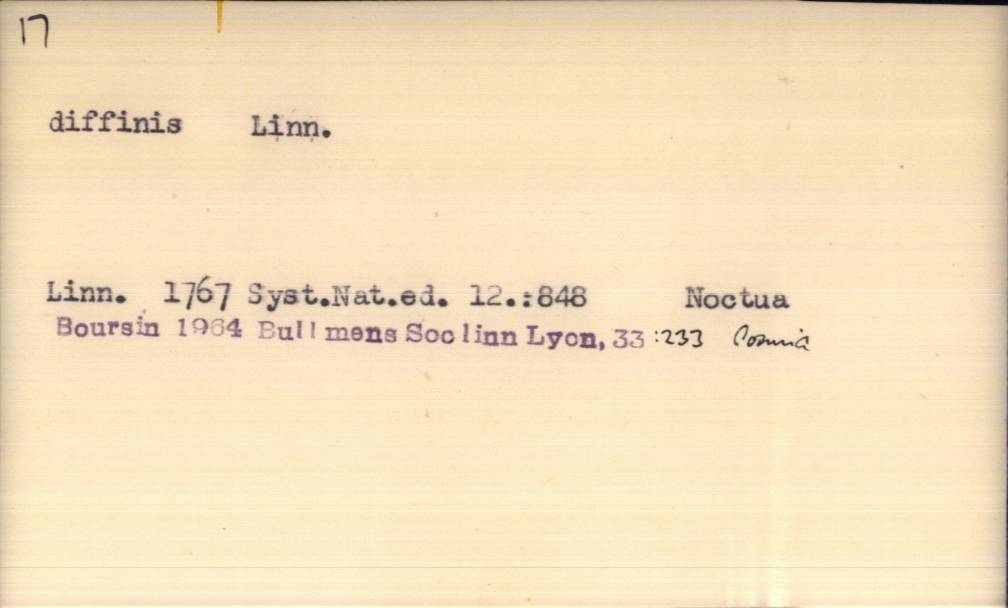 17
diffinis Linn.
Linn. 1767 Syst.Nat.ed. 12.:848 Noctua
Boursin 1964 Bull mens Soc linn Lyon, 33 :233 Cosmia